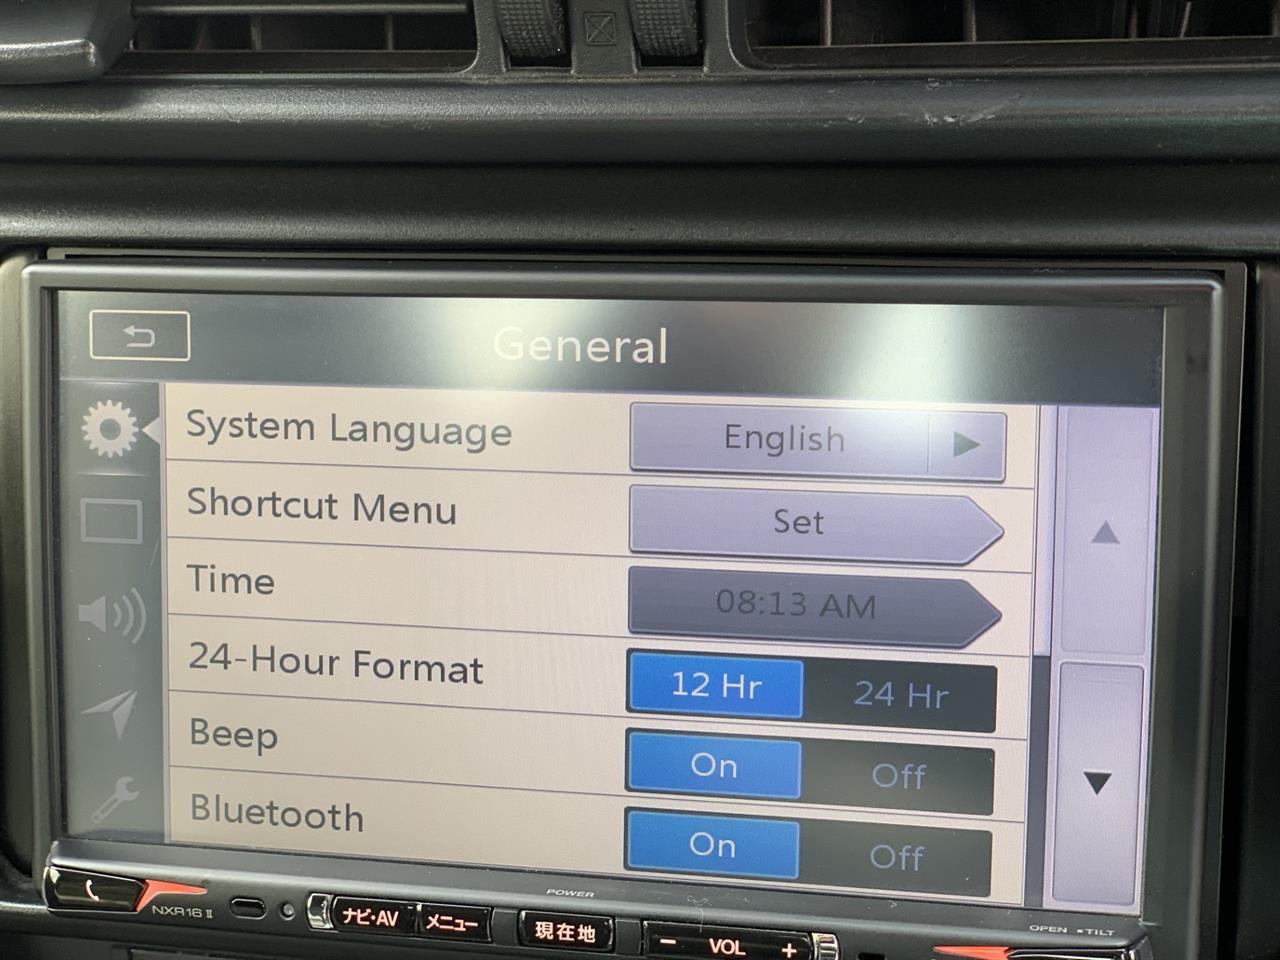 General
System Language
English
Shortcut Menu
Set
Time
08:13 AM
24-Hour Format
12 Hr
24 Hr
Beep
On
Off
Bluetooth
On
Off
POWER
NXR16 II
ナビ・AV
メニュー
現在地
− VOL +
OPEN
TILT